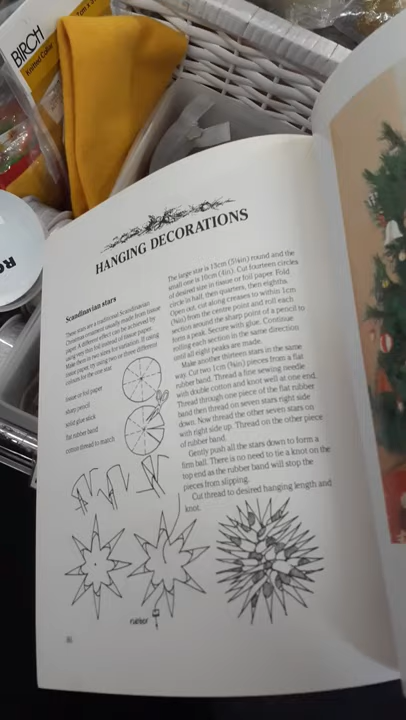 BIRCH
Knitted Collar
HANGING DECORATIONS
Scandinavian stars
These stars are a traditional Scandinavian
Christmas ornament usually made from tissue
paper. A different effect can be achieved by
using very thin foil instead of tissue paper.
Make them in two sizes for variation. If using
tissue paper, try using two or three different
colours for the one star.
tissue or foil paper
sharp pencil
solid glue stick
flat rubber band
cotton thread to match
The large star is 13cm (5¼in) round and the
small one is 10cm (4in). Cut fourteen circles
of desired size in tissue or foil paper. Fold
circle in half, then quarters, then eighths.
Open out, cut along creases to within 1cm
(⅜in) from the centre point and roll each
section around the sharp point of a pencil to
form a peak. Secure with glue. Continue
rolling each section in the same direction
until all eight peaks are made.
Make another thirteen stars in the same
way. Cut two 1cm (⅜in) pieces from a flat
rubber band. Thread a fine sewing needle
with double cotton and knot well at one end.
Thread through one piece of the flat rubber
band then thread on seven stars right side
down. Now thread the other seven stars on
with right side up. Thread on the other piece
of rubber band.
Gently push all the stars down to form a
firm ball. There is no need to tie a knot on the
top end as the rubber band will stop the
pieces from slipping.
Cut thread to desired hanging length and
knot.
rubber